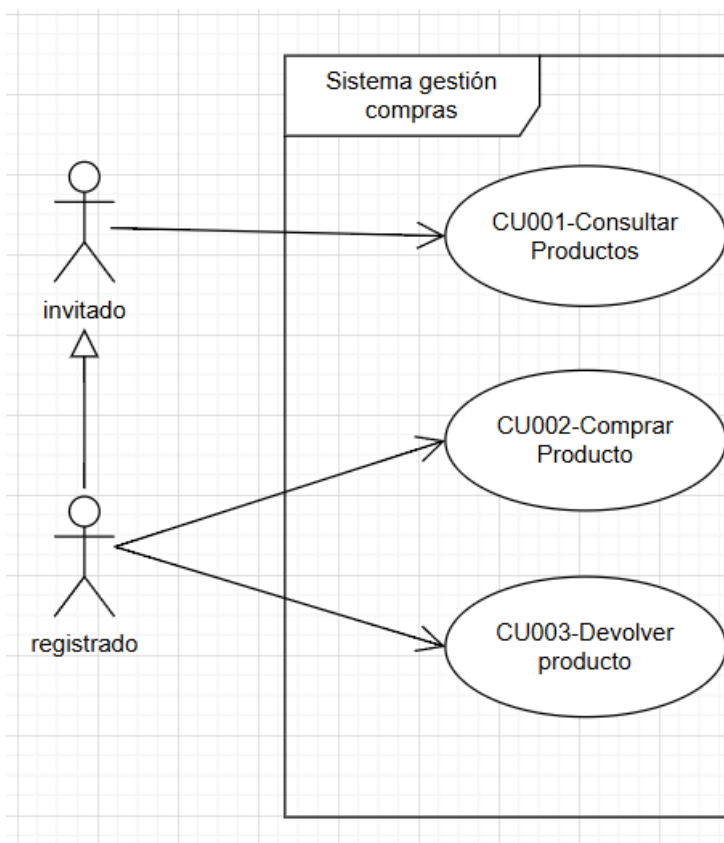 Sistema gestión
compras
CU001-Consultar
Productos
invitado
CU002-Comprar
Producto
registrado
CU003-Devolver
producto